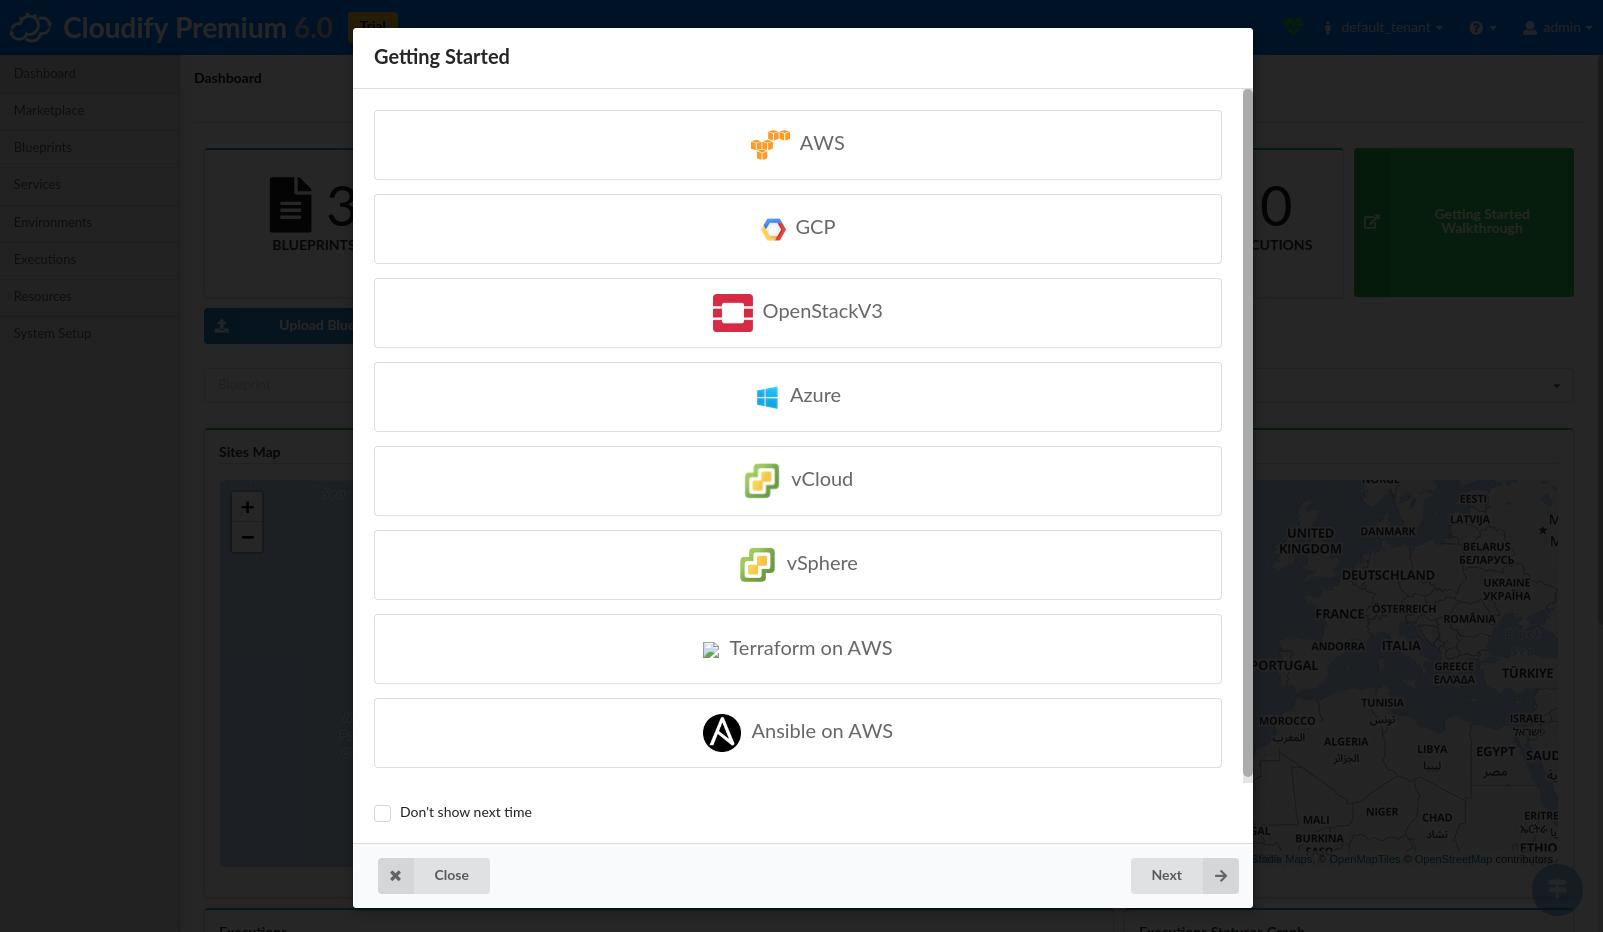 Cloudify Premium 6.0
Trial
default_tenant
admin
Dashboard
Marketplace
Blueprints
Services
Environments
Executions
Resources
System Setup
Dashboard
3
BLUEPRINTS
0
CUTIONS
Getting Started
Walkthrough
Upload Blue
Blueprint
Sites Map
+
−
Getting Started
AWS
GCP
OpenStackV3
Azure
vCloud
vSphere
Terraform on AWS
Ansible on AWS
Don't show next time
Close
Next
NORGE
EESTI
LATVIJA
UNITED
KINGDOM
DANMARK
BELARUS
БЕЛАРУСЬ
DEUTSCHLAND
UKRAINE
УКРАЇНА
FRANCE
ÖSTERREICH
ROMÂNIA
ANDORRA
ITALIA
PORTUGAL
GREECE
ΕΛΛΑΔΑ
TÜRKIYE
TUNISIA
تونس
MOROCCO
المغرب
ALGERIA
الجزائر
LIBYA
ليبيا
EGYPT
مصر
ISRAEL
ישראל
SAUD
MALI
NIGER
CHAD
تشاد
BURKINA
FASO
ERITRE
ETHIO
Stadia Maps, © OpenMapTiles © OpenStreetMap contributors
Executions
Executions Statuses Graph